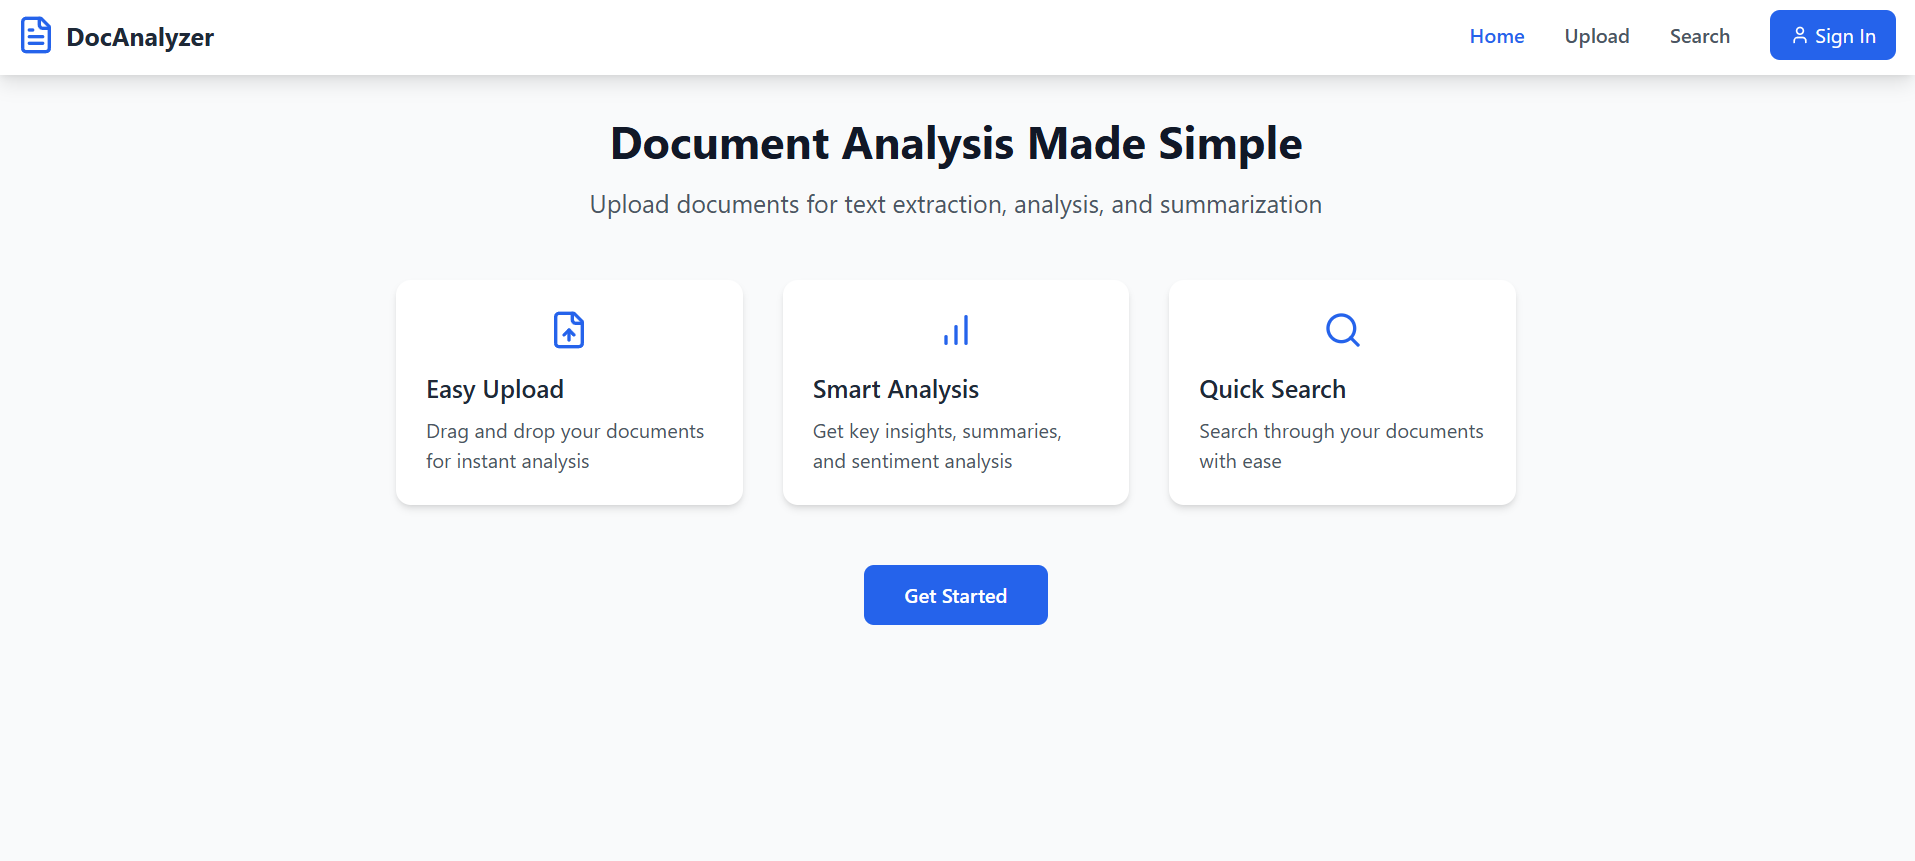 DocAnalyzer
Home
Upload
Search
Sign In
Document Analysis Made Simple
Upload documents for text extraction, analysis, and summarization
Easy Upload
Drag and drop your documents
for instant analysis
Smart Analysis
Get key insights, summaries,
and sentiment analysis
Quick Search
Search through your documents
with ease
Get Started